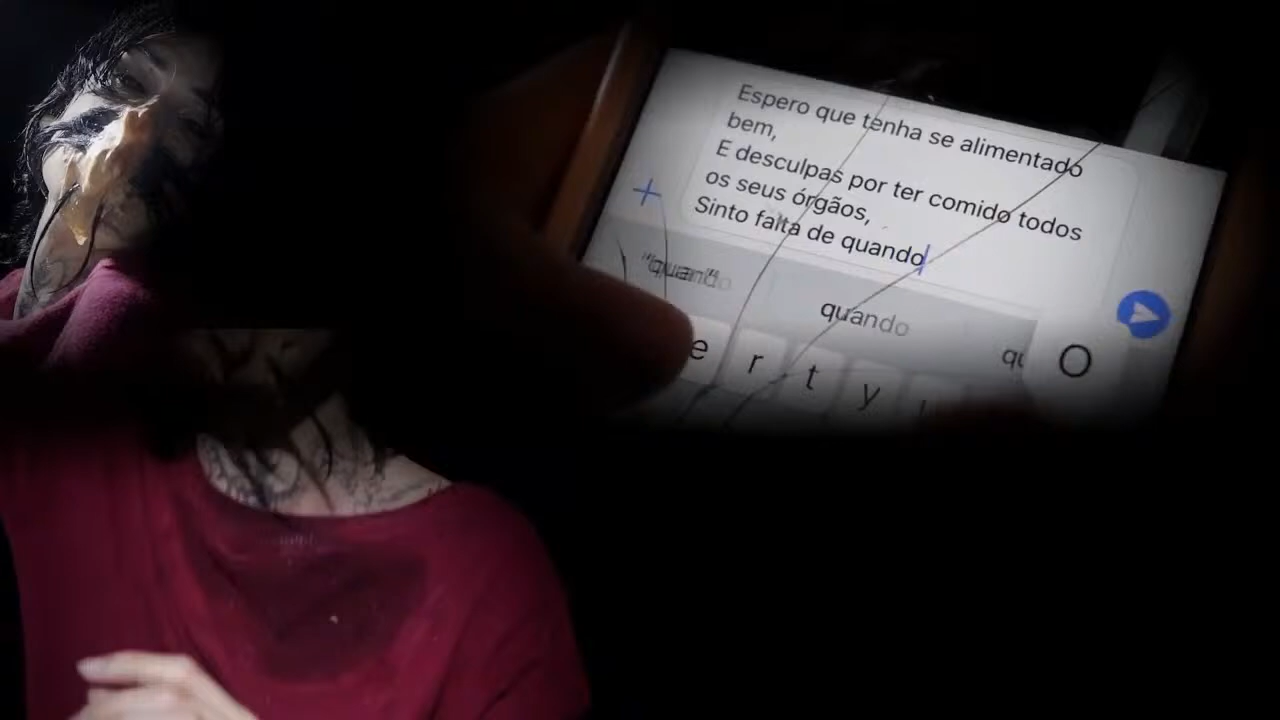 Espero que tenha se alimentado
bem,
E desculpas por ter comido todos
os seus órgãos,
Sinto falta de quando
"quando"
quando
e r t y
O